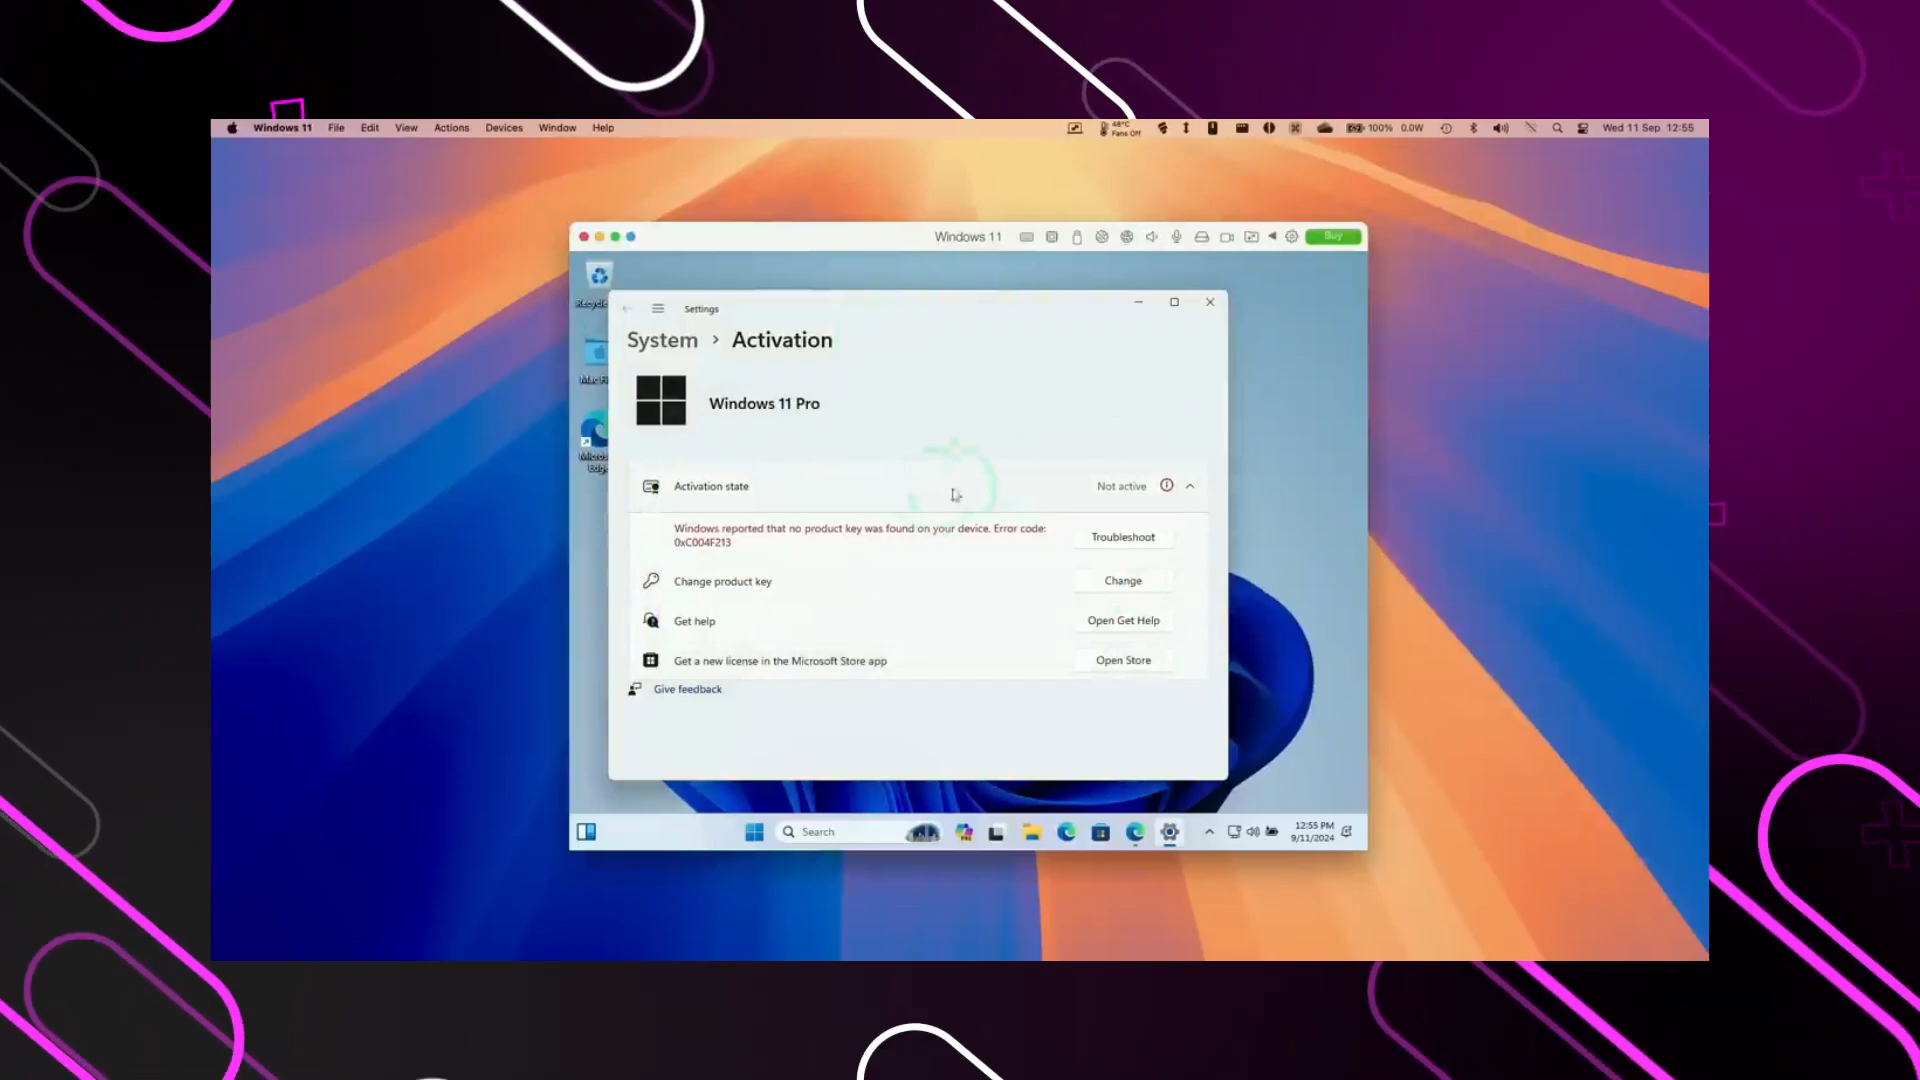 Windows 11 File Edit View Actions Devices Window Help
48°C
Fans Off
100% 0.0W
Wed 11 Sep 12:55
Windows 11
Buy
Settings
System > Activation
Windows 11 Pro
Activation state
Not active
Windows reported that no product key was found on your device. Error code:
0xC004F213
Troubleshoot
Change product key
Change
Get help
Open Get Help
Get a new license in the Microsoft Store app
Open Store
Give feedback
Search
12:55 PM
9/11/2024